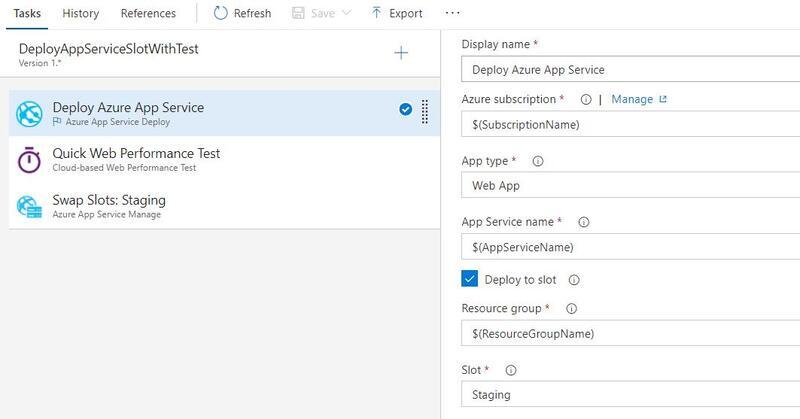 Tasks History References Refresh Save Export ...
DeployAppServiceSlotWithTest
Version 1.*
Deploy Azure App Service
Azure App Service Deploy
Quick Web Performance Test
Cloud-based Web Performance Test
Swap Slots: Staging
Azure App Service Manage
Display name *
Deploy Azure App Service
Azure subscription * | Manage
$(SubscriptionName)
App type *
Web App
App Service name *
$(AppServiceName)
Deploy to slot
Resource group *
$(ResourceGroupName)
Slot *
Staging